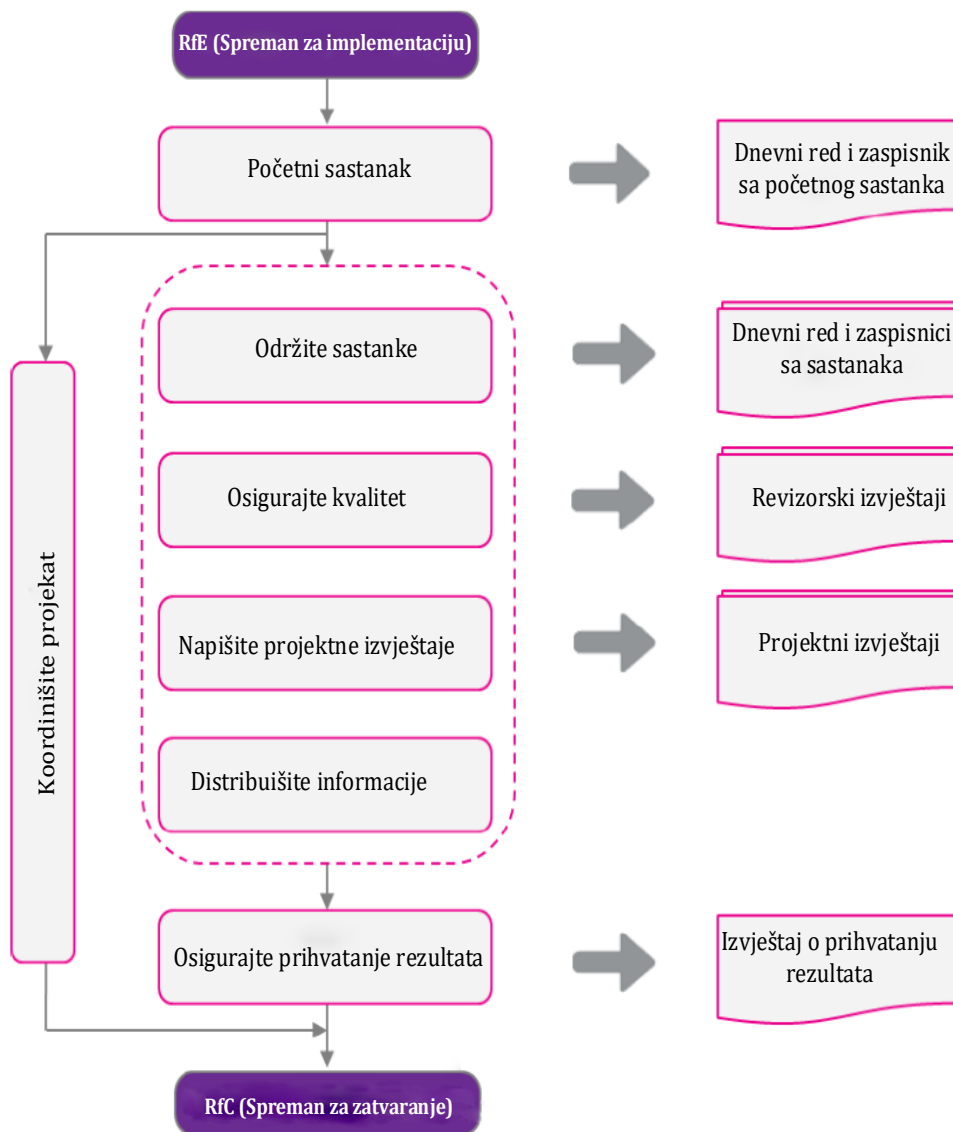 RfE (Spreman za implementaciju)
Početni sastanak
Dnevni red i zaspisnik
sa početnog sastanka
Održite sastanke
Dnevni red i zaspisnici
sa sastanaka
Osigurajte kvalitet
Revizorski izvještaji
Koordinišite projekat
Napišite projektne izvještaje
Projektni izvještaji
Distribuišite informacije
Osigurajte prihvatanje rezultata
Izvještaj o prihvatanju
rezultata
RfC (Spreman za zatvaranje)